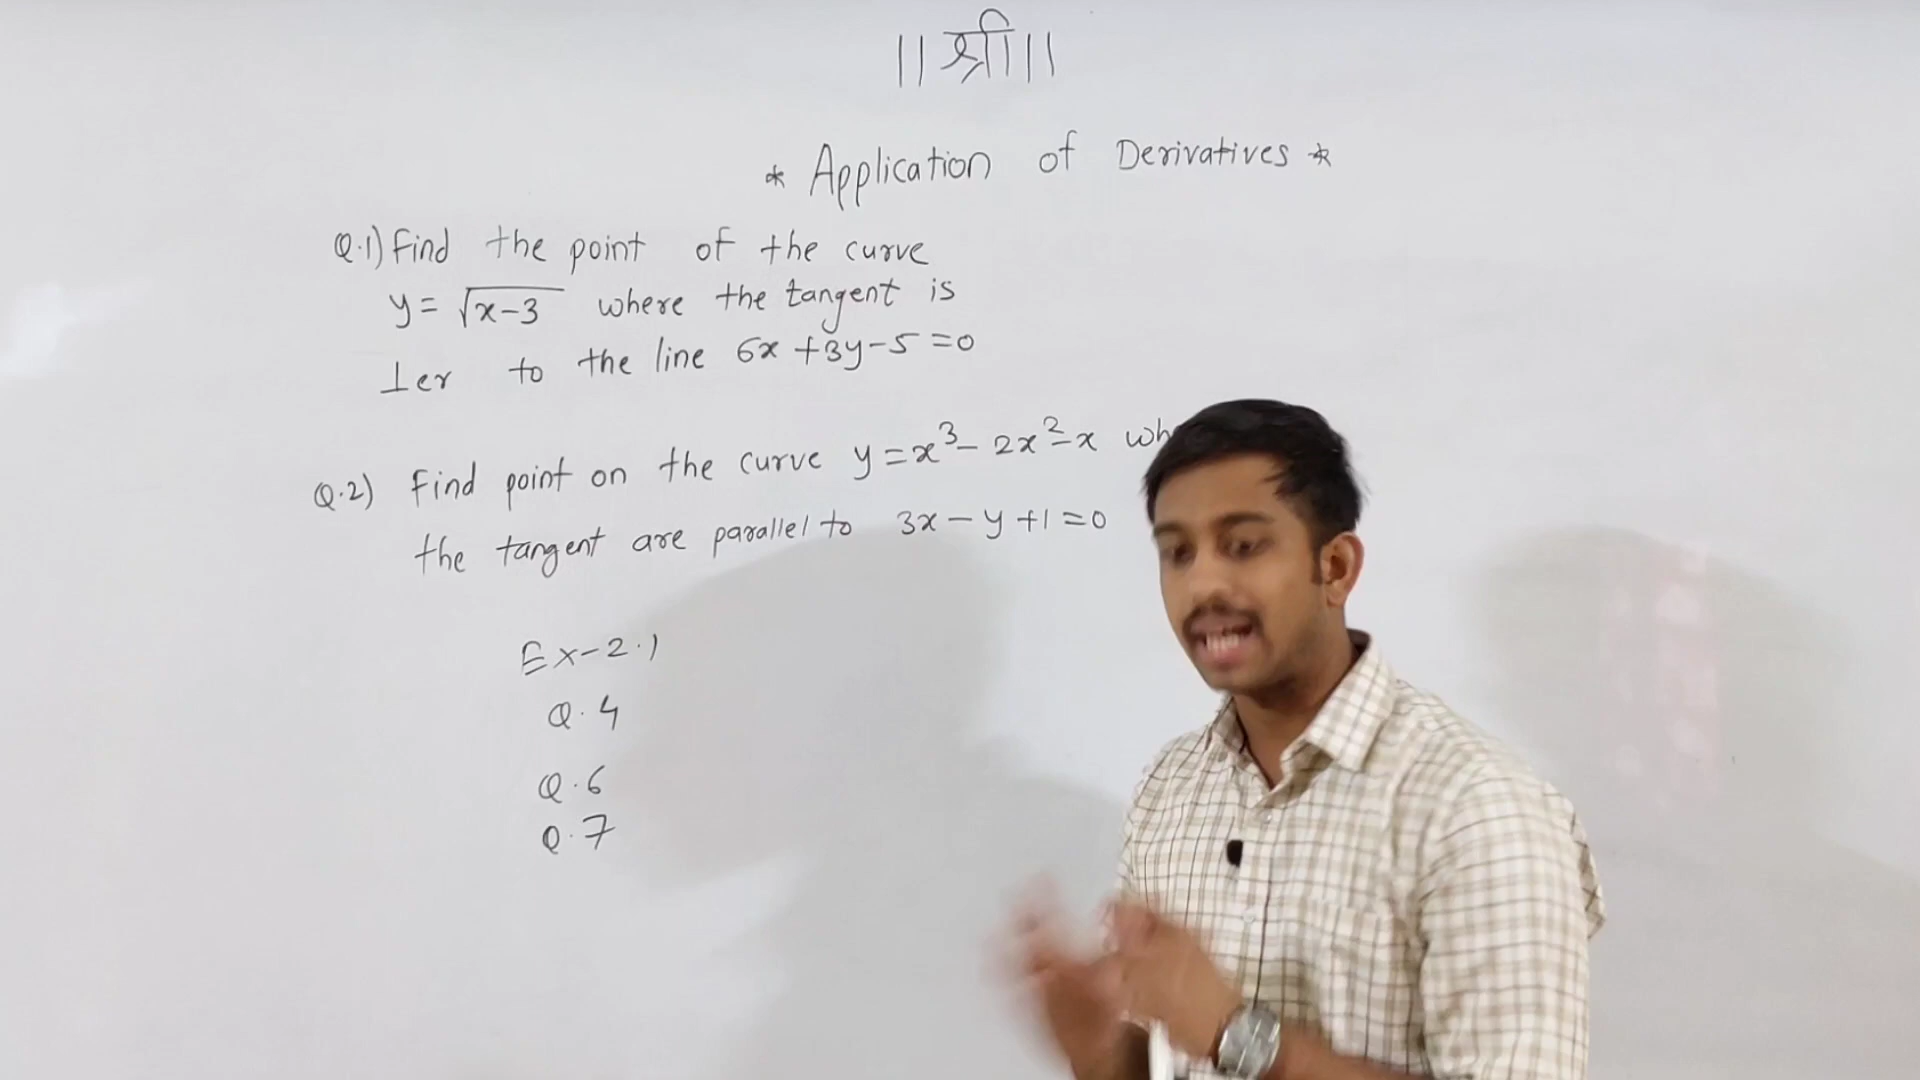 ||श्री||
* Application of Derivatives *
Q.1) Find the point of the curve
y = √x-3 where the tangent is
⊥er to the line 6x +3y-5 =0
Q.2) Find point on the curve y = x³- 2x²-x
the tangent are parallel to 3x - y +1 =0
Ex-2.1
Q.4
Q.6
Q.7